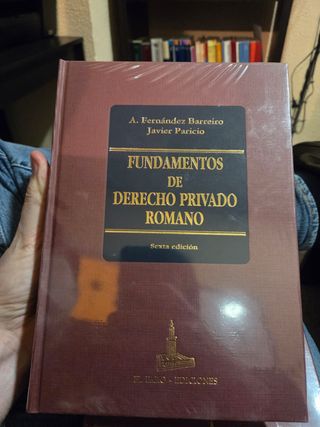 A. Fernández Barreiro
Javier Paricio
FUNDAMENTOS
DE
DERECHO PRIVADO
ROMANO
Sexta edición
EL FARO - EDICIONES